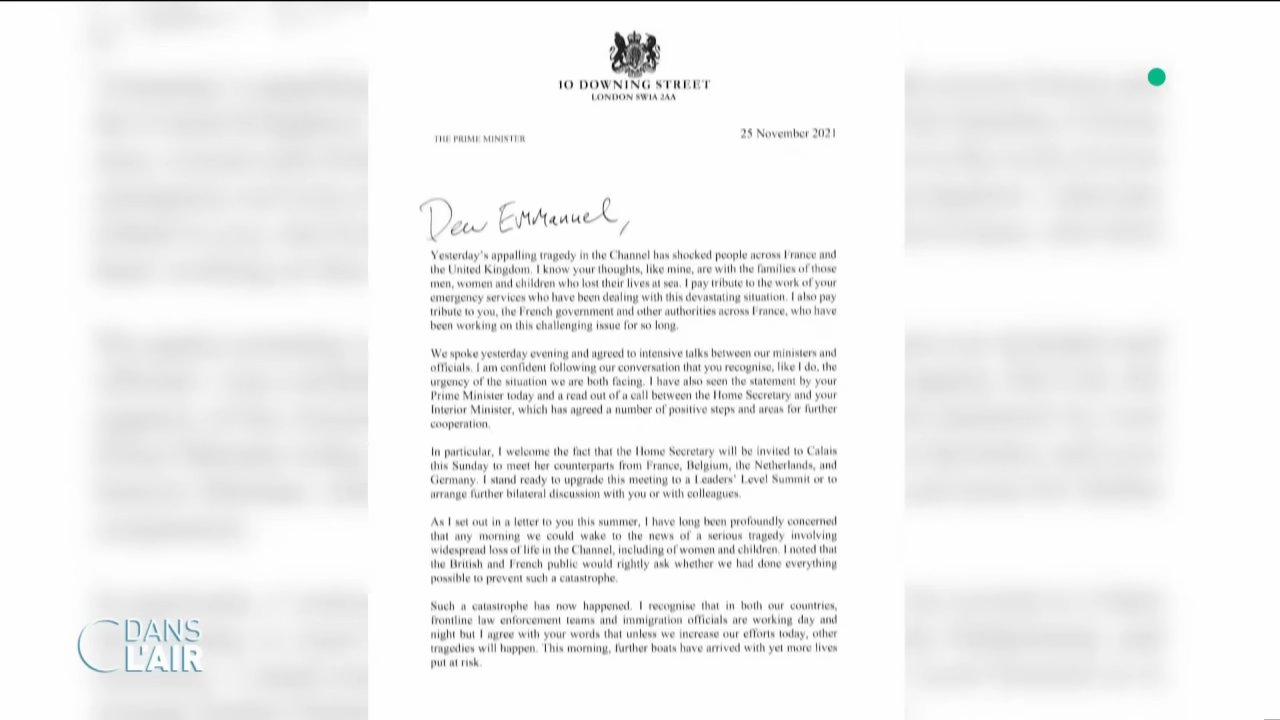 10 DOWNING STREET
LONDON SW1A 2AA
THE PRIME MINISTER
25 November 2021
Dear Emmanuel,
Yesterday's appalling tragedy in the Channel has shocked people across France and
the United Kingdom. I know your thoughts, like mine, are with the families of those
men, women and children who lost their lives at sea. I pay tribute to the work of your
emergency services who have been dealing with this devastating situation. I also pay
tribute to you, the French government and other authorities across France, who have
been working on this challenging issue for so long.
We spoke yesterday evening and agreed to intensive talks between our ministers and
officials. I am confident following our conversation that you recognise, like I do, the
urgency of the situation we are both facing. I have also seen the statement by your
Prime Minister today and a read out of a call between the Home Secretary and your
Interior Minister, which has agreed a number of positive steps and areas for further
cooperation.
In particular, I welcome the fact that the Home Secretary will be invited to Calais
this Sunday to meet her counterparts from France, Belgium, the Netherlands, and
Germany. I stand ready to upgrade this meeting to a Leaders' Level Summit or to
arrange further bilateral discussion with you or with colleagues.
As I set out in a letter to you this summer, I have long been profoundly concerned
that any morning we could wake to the news of a serious tragedy involving
widespread loss of life in the Channel, including of women and children. I noted that
the British and French public would rightly ask whether we had done everything
possible to prevent such a catastrophe.
Such a catastrophe has now happened. I recognise that in both our countries,
frontline law enforcement teams and immigration officials are working day and
night but I agree with your words that unless we increase our efforts today, other
tragedies will happen. This morning, further boats have arrived with yet more lives
put at risk.
C DANS
L'AIR